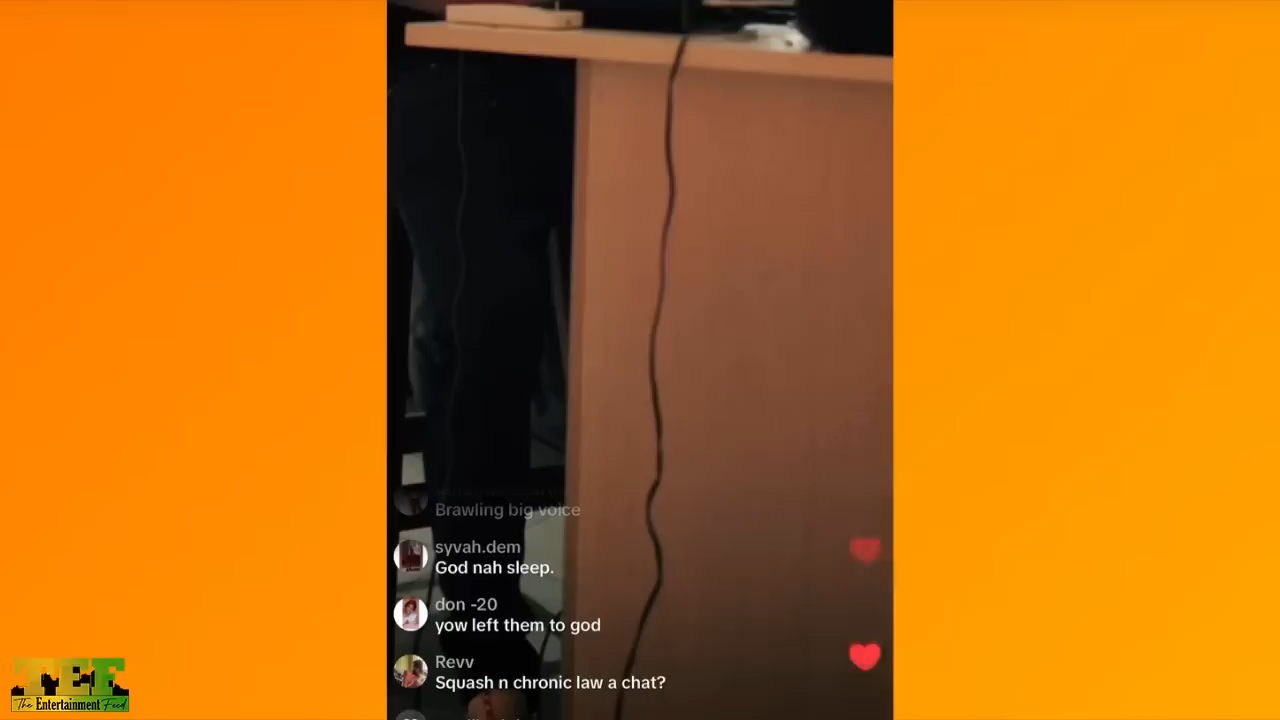 Brawling big voice
syvah.dem
God nah sleep.
don -20
yow left them to god
Revv
Squash n chronic law a chat?
TEF
The Entertainment Feed